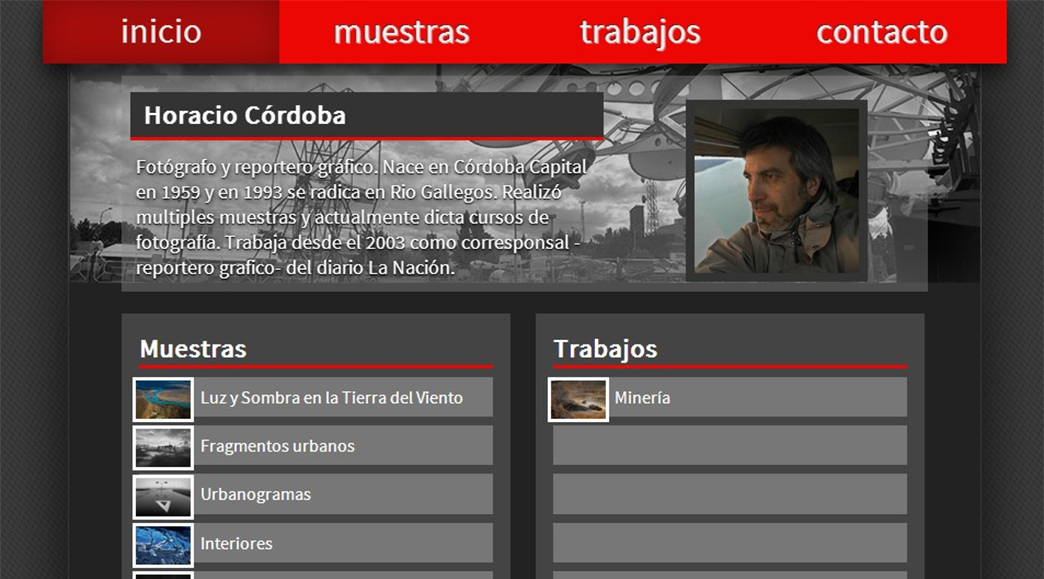 inicio
muestras
trabajos
contacto
Horacio Córdoba
Fotógrafo y reportero gráfico. Nace en Córdoba Capital
en 1959 y en 1993 se radica en Rio Gallegos. Realizó
multiples muestras y actualmente dicta cursos de
fotografía. Trabaja desde el 2003 como corresponsal -
reportero grafico- del diario La Nación.
Muestras
Luz y Sombra en la Tierra del Viento
Fragmentos urbanos
Urbanogramas
Interiores
Trabajos
Minería